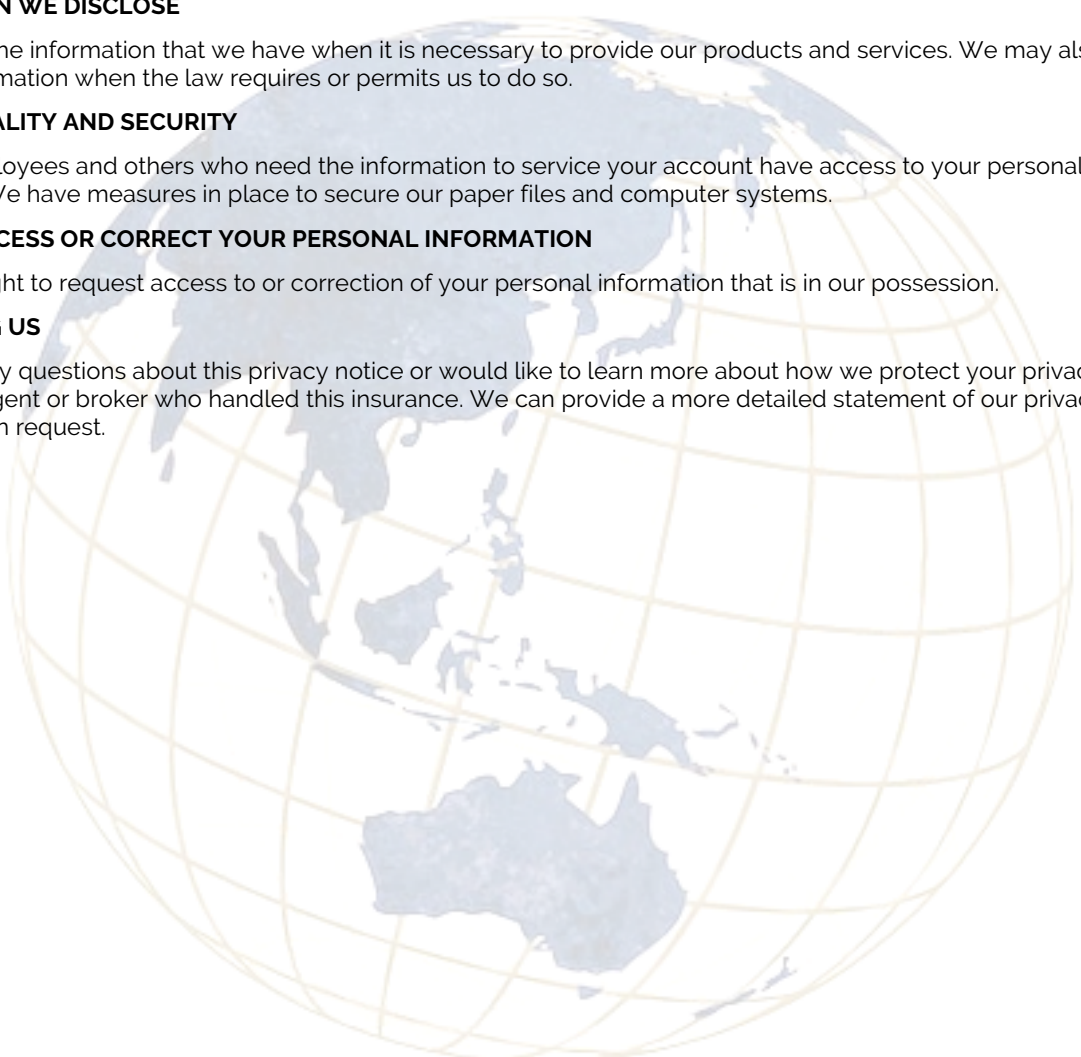 N WE DISCLOSE
he information that we have when it is necessary to provide our products and services. We may als
mation when the law requires or permits us to do so.
ALITY AND SECURITY
loyees and others who need the information to service your account have access to your personal
We have measures in place to secure our paper files and computer systems.
CESS OR CORRECT YOUR PERSONAL INFORMATION
ght to request access to or correction of your personal information that is in our possession.
G US
y questions about this privacy notice or would like to learn more about how we protect your privac
gent or broker who handled this insurance. We can provide a more detailed statement of our privac
n request.